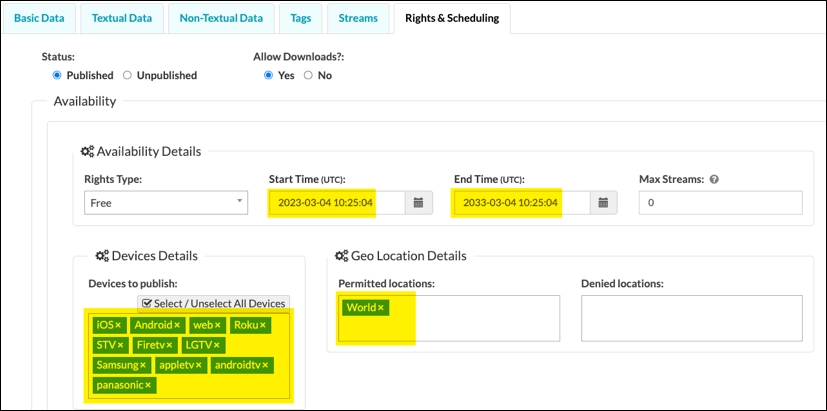 Basic Data Textual Data Non-Textual Data Tags Streams Rights & Scheduling
Status: Allow Downloads?:
Published Unpublished Yes No
Availability
Availability Details
Rights Type: Start Time (UTC): End Time (UTC): Max Streams:
Free 2023-03-04 10:25:04 2033-03-04 10:25:04 0
Devices Details Geo Location Details
Devices to publish: Permitted locations: Denied locations:
Select / Unselect All Devices
World×
iOS× Android× web× Roku×
STV× Firetv× LGTV×
Samsung× appletv× androidtv×
panasonic×